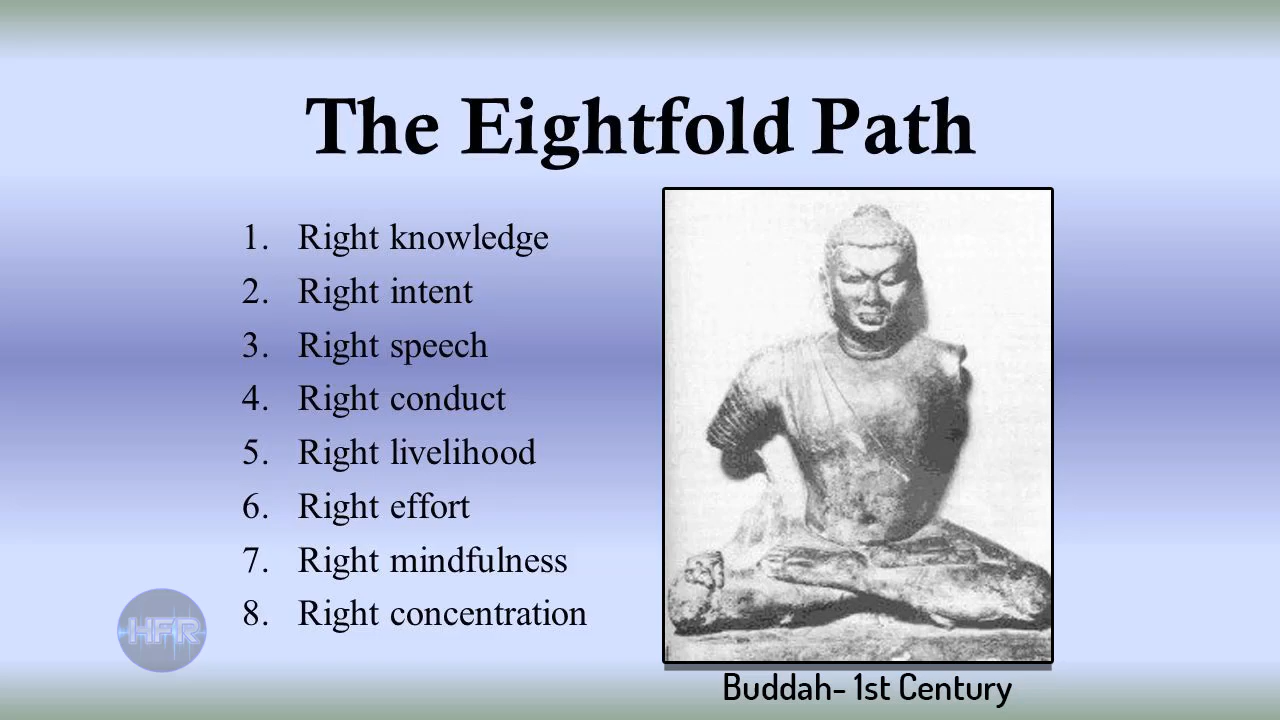 The Eightfold Path
1. Right knowledge
2. Right intent
3. Right speech
4. Right conduct
5. Right livelihood
6. Right effort
7. Right mindfulness
8. Right concentration
HFR
Buddah- 1st Century